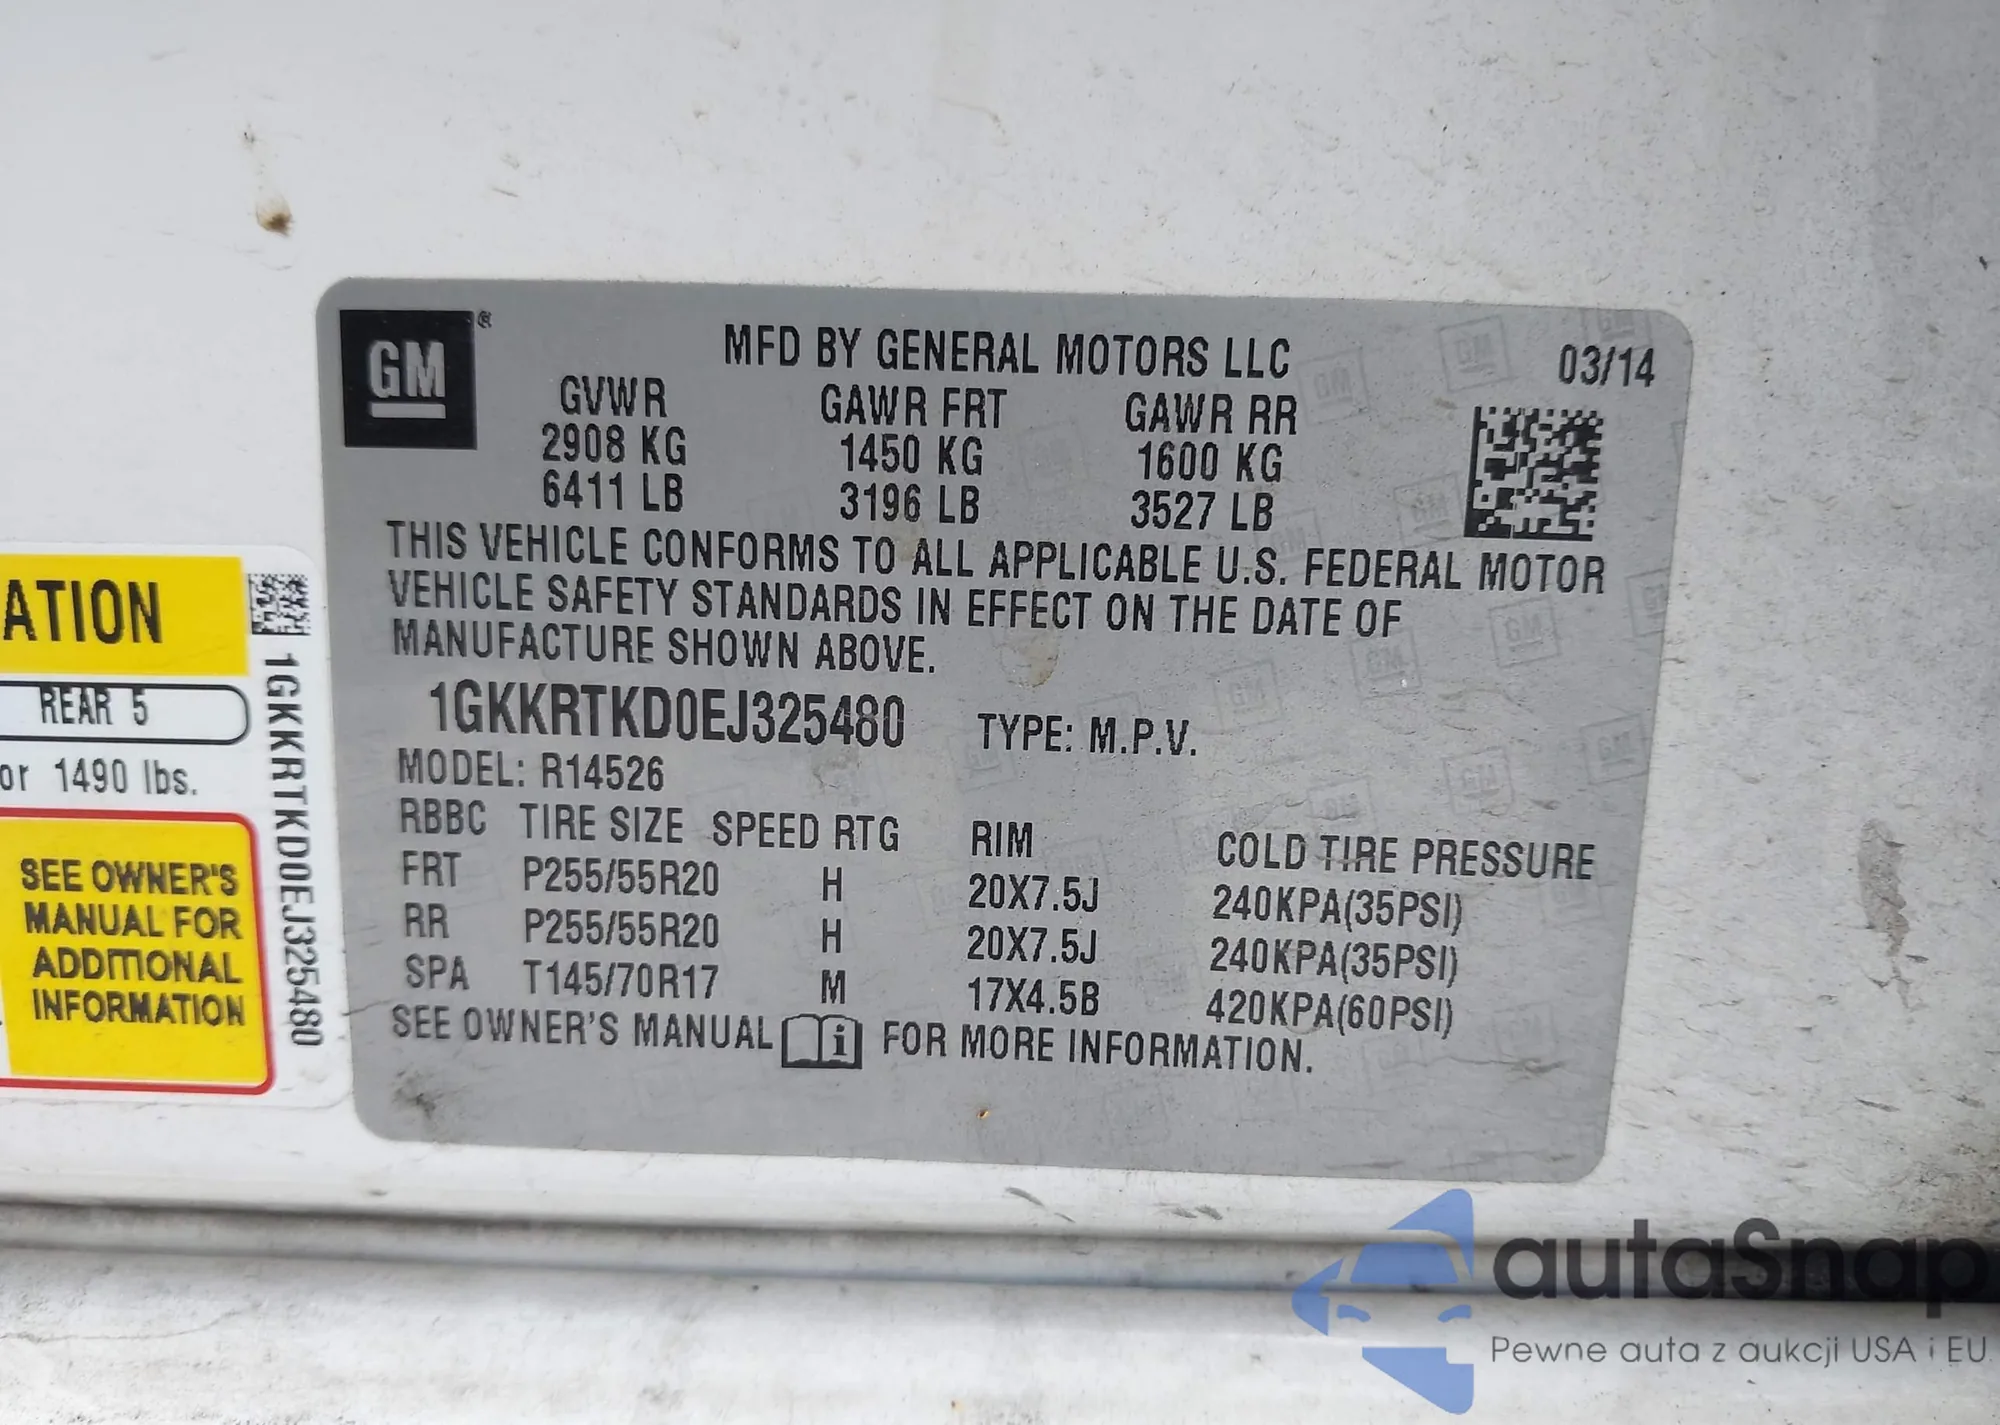 GM®
MFD BY GENERAL MOTORS LLC
03/14
GVWR GAWR FRT GAWR RR
2908 KG 1450 KG 1600 KG
6411 LB 3196 LB 3527 LB
THIS VEHICLE CONFORMS TO ALL APPLICABLE U.S. FEDERAL MOTOR
VEHICLE SAFETY STANDARDS IN EFFECT ON THE DATE OF
MANUFACTURE SHOWN ABOVE.
1GKKRTKD0EJ325480 TYPE: M.P.V.
MODEL: R14526
RBBC TIRE SIZE SPEED RTG RIM COLD TIRE PRESSURE
FRT P255/55R20 H 20X7.5J 240KPA(35PSI)
RR P255/55R20 H 20X7.5J 240KPA(35PSI)
SPA T145/70R17 M 17X4.5B 420KPA(60PSI)
SEE OWNER'S MANUAL i FOR MORE INFORMATION.
ATION
REAR 5
or 1490 lbs.
SEE OWNER'S
MANUAL FOR
ADDITIONAL
INFORMATION
1GKKRTKD0EJ325480
autaSnap
Pewne auta z aukcji USA i EU